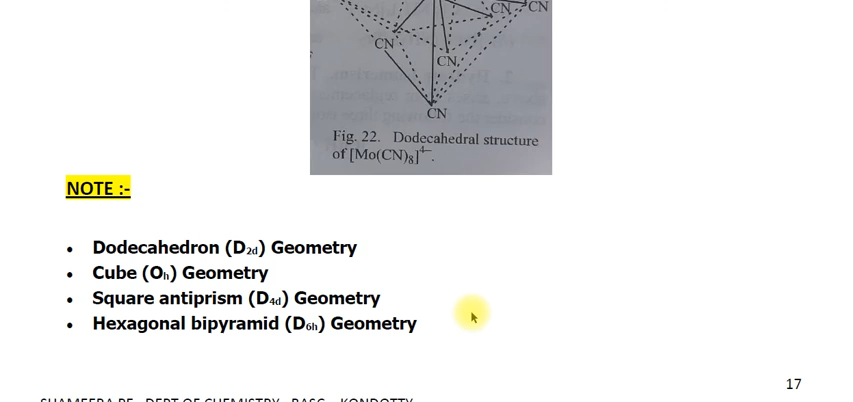 CN CN
CN
CN
CN
Fig. 22. Dodecahedral structure
of [Mo(CN)₈]⁴⁻.
NOTE :-
• Dodecahedron (D₂d) Geometry
• Cube (Oₕ) Geometry
• Square antiprism (D₄d) Geometry
• Hexagonal bipyramid (D₆ₕ) Geometry
17